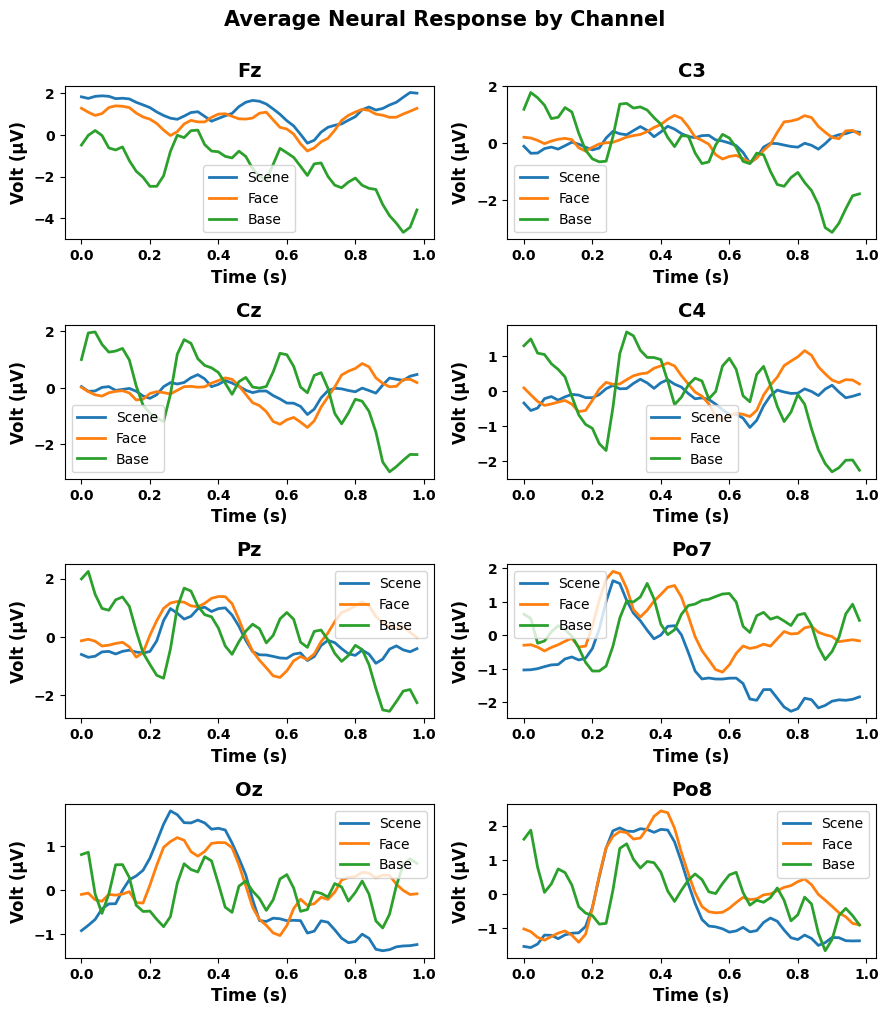 Average Neural Response by Channel
Fz
Volt (µV)
2
0
−2
−4
Scene
Face
Base
0.0 0.2 0.4 0.6 0.8 1.0
Time (s)
C3
Volt (µV)
2
0
−2
Scene
Face
Base
0.0 0.2 0.4 0.6 0.8 1.0
Time (s)
Cz
Volt (µV)
2
0
−2
Scene
Face
Base
0.0 0.2 0.4 0.6 0.8 1.0
Time (s)
C4
Volt (µV)
1
0
−1
−2
Scene
Face
Base
0.0 0.2 0.4 0.6 0.8 1.0
Time (s)
Pz
Volt (µV)
2
0
−2
Scene
Face
Base
0.0 0.2 0.4 0.6 0.8 1.0
Time (s)
Po7
Volt (µV)
2
1
0
−1
−2
Scene
Face
Base
0.0 0.2 0.4 0.6 0.8 1.0
Time (s)
Oz
Volt (µV)
1
0
−1
Scene
Face
Base
0.0 0.2 0.4 0.6 0.8 1.0
Time (s)
Po8
Volt (µV)
2
1
0
−1
Scene
Face
Base
0.0 0.2 0.4 0.6 0.8 1.0
Time (s)